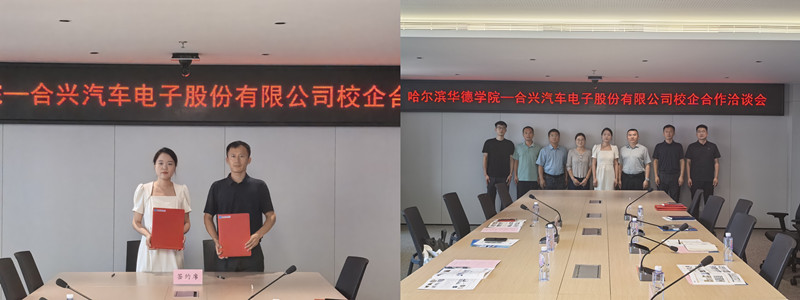 一合兴汽车电子股份有限公司校企合
签约席
哈尔滨华德学院—合兴汽车电子股份有限公司校企合作洽谈会